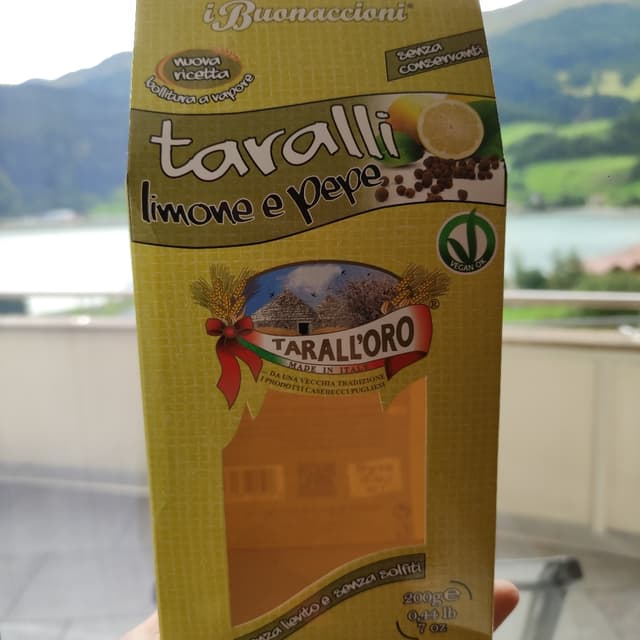 i Buonaccioni®
nuova
ricetta
bollitura a vapore
senza
conservanti
taralli
limone e pepe
VEGAN OK
®
TARALL'ORO
MADE IN ITALY
DA UNA VECCHIA TRADIZIONE
I PRODOTTI CASERECCI PUGLIESI
senza lievito e senza solfiti
200g e
0,44 lb
7 oz